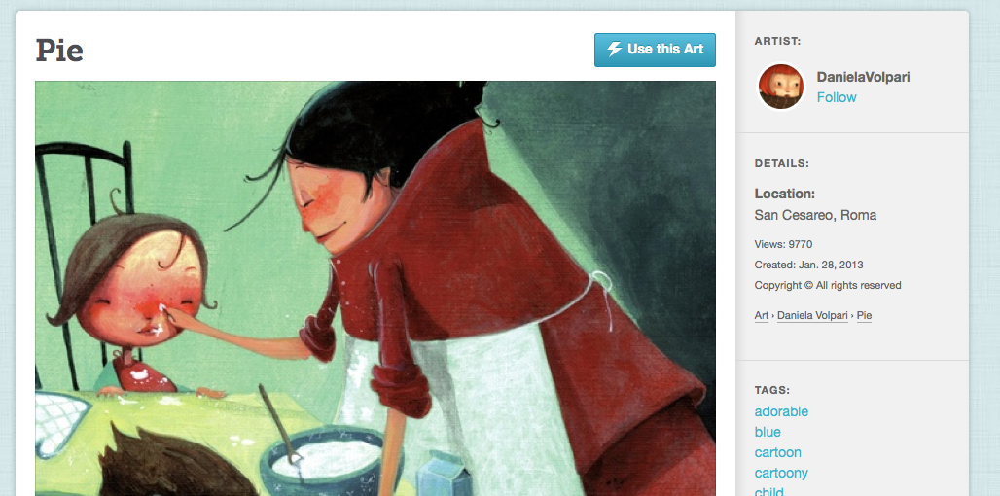 Pie
Use this Art
ARTIST:
DanielaVolpari
Follow
DETAILS:
Location:
San Cesareo, Roma
Views: 9770
Created: Jan. 28, 2013
Copyright © All rights reserved
Art › Daniela Volpari › Pie
TAGS:
adorable
blue
cartoon
cartoony
child